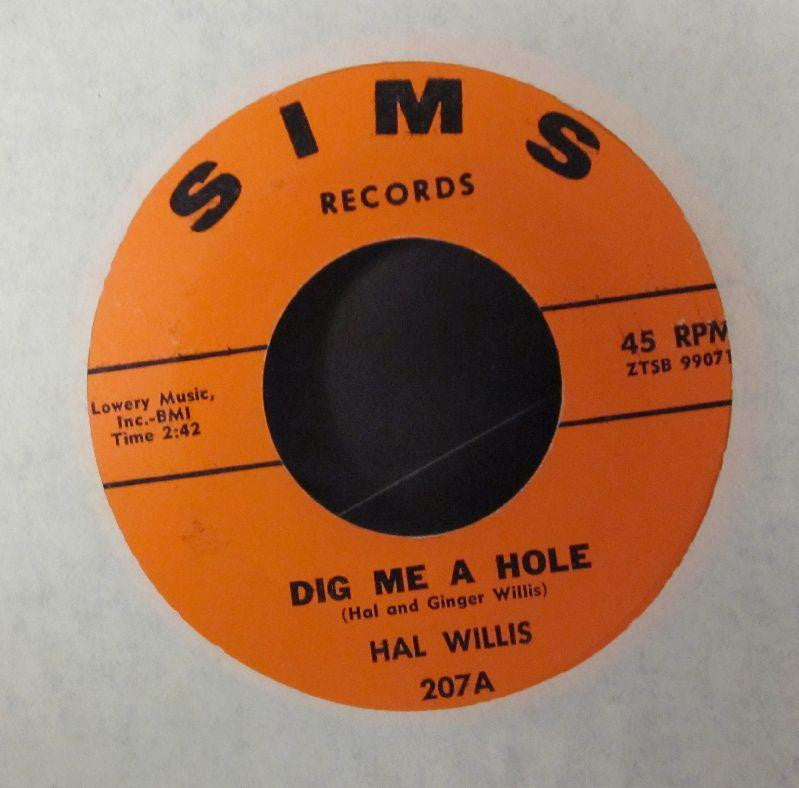 SIMS
RECORDS
45 RPM
ZTSB 99071
Lowery Music,
Inc.-BMI
Time 2:42
DIG ME A HOLE
(Hal and Ginger Willis)
HAL WILLIS
207A